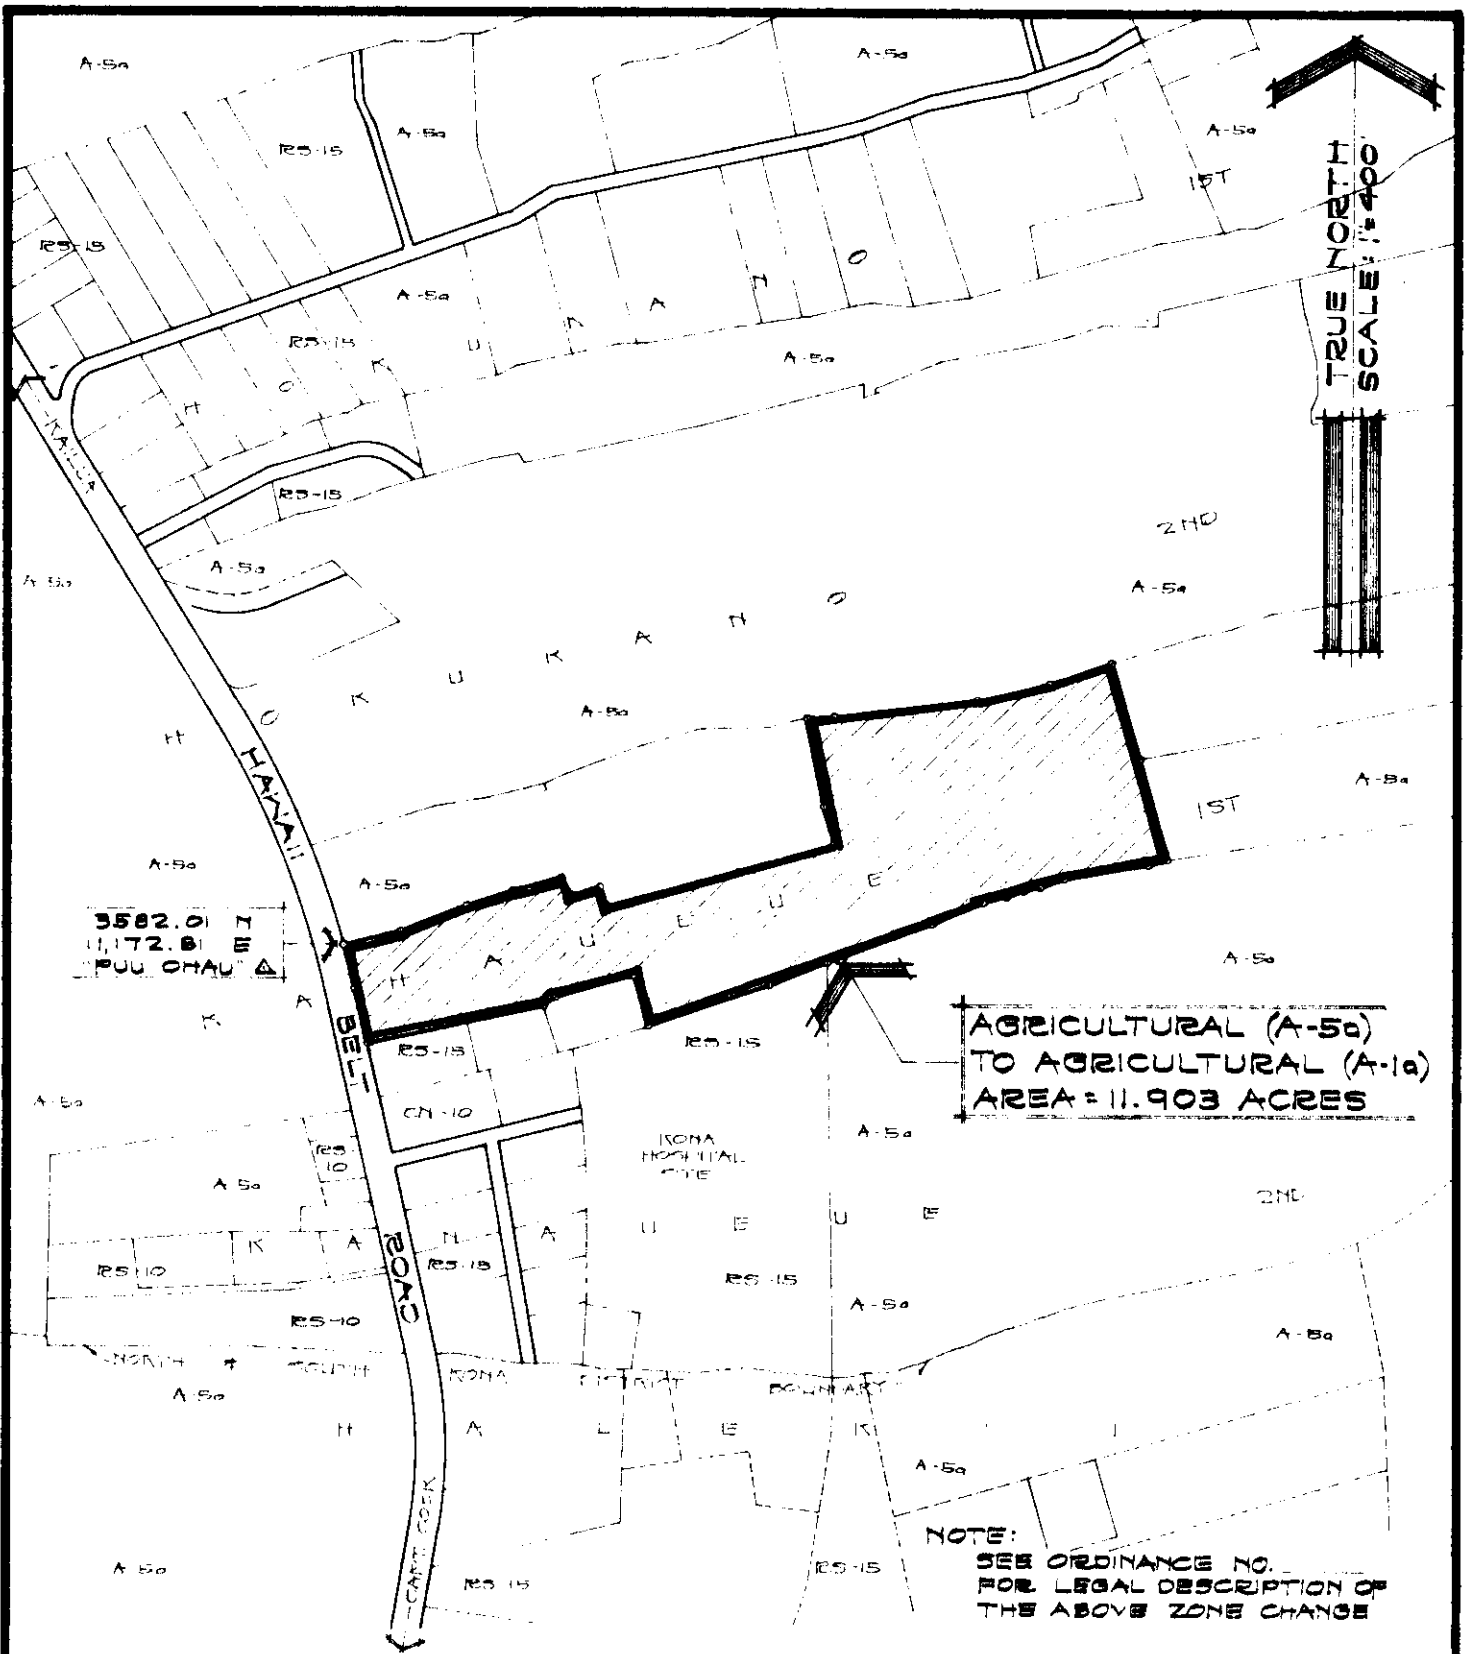 A-5a
A-5a
RS-15
A-5a
A-5a
1ST
TRUE NORTH
SCALE: 1"=400'
RS-15
A-5a
RS-15
H O K U K A N O
A-5a
KAILUA
RS-15
2ND
A-5a
A-5a
A-5a
H O K U K A N O
A-5a
HAWAII BELT ROAD
A-5a
1ST
A-5a
A-5a
3582.01 N
11,172.81 E
"PUU OHAU" △
H A U E U E
K A
A-5a
RS-15
RS-15
AGRICULTURAL (A-5a)
TO AGRICULTURAL (A-1a)
AREA = 11.903 ACRES
A-5a
CN-10
RS-
10
KONA
HOSPITAL
SITE
A-5a
A-5a
2ND
K A N A U E U E
RS-10
RS-15
RS-15
RS-10
A-5a
A-5a
NORTH & SOUTH KONA DISTRICT BOUNDARY
A-5a
H A L E K I I
A-5a
CAPT. COOK
A-5a
RS-15
RS-15
NOTE:
SEE ORDINANCE NO.
FOR LEGAL DESCRIPTION OF
THE ABOVE ZONE CHANGE